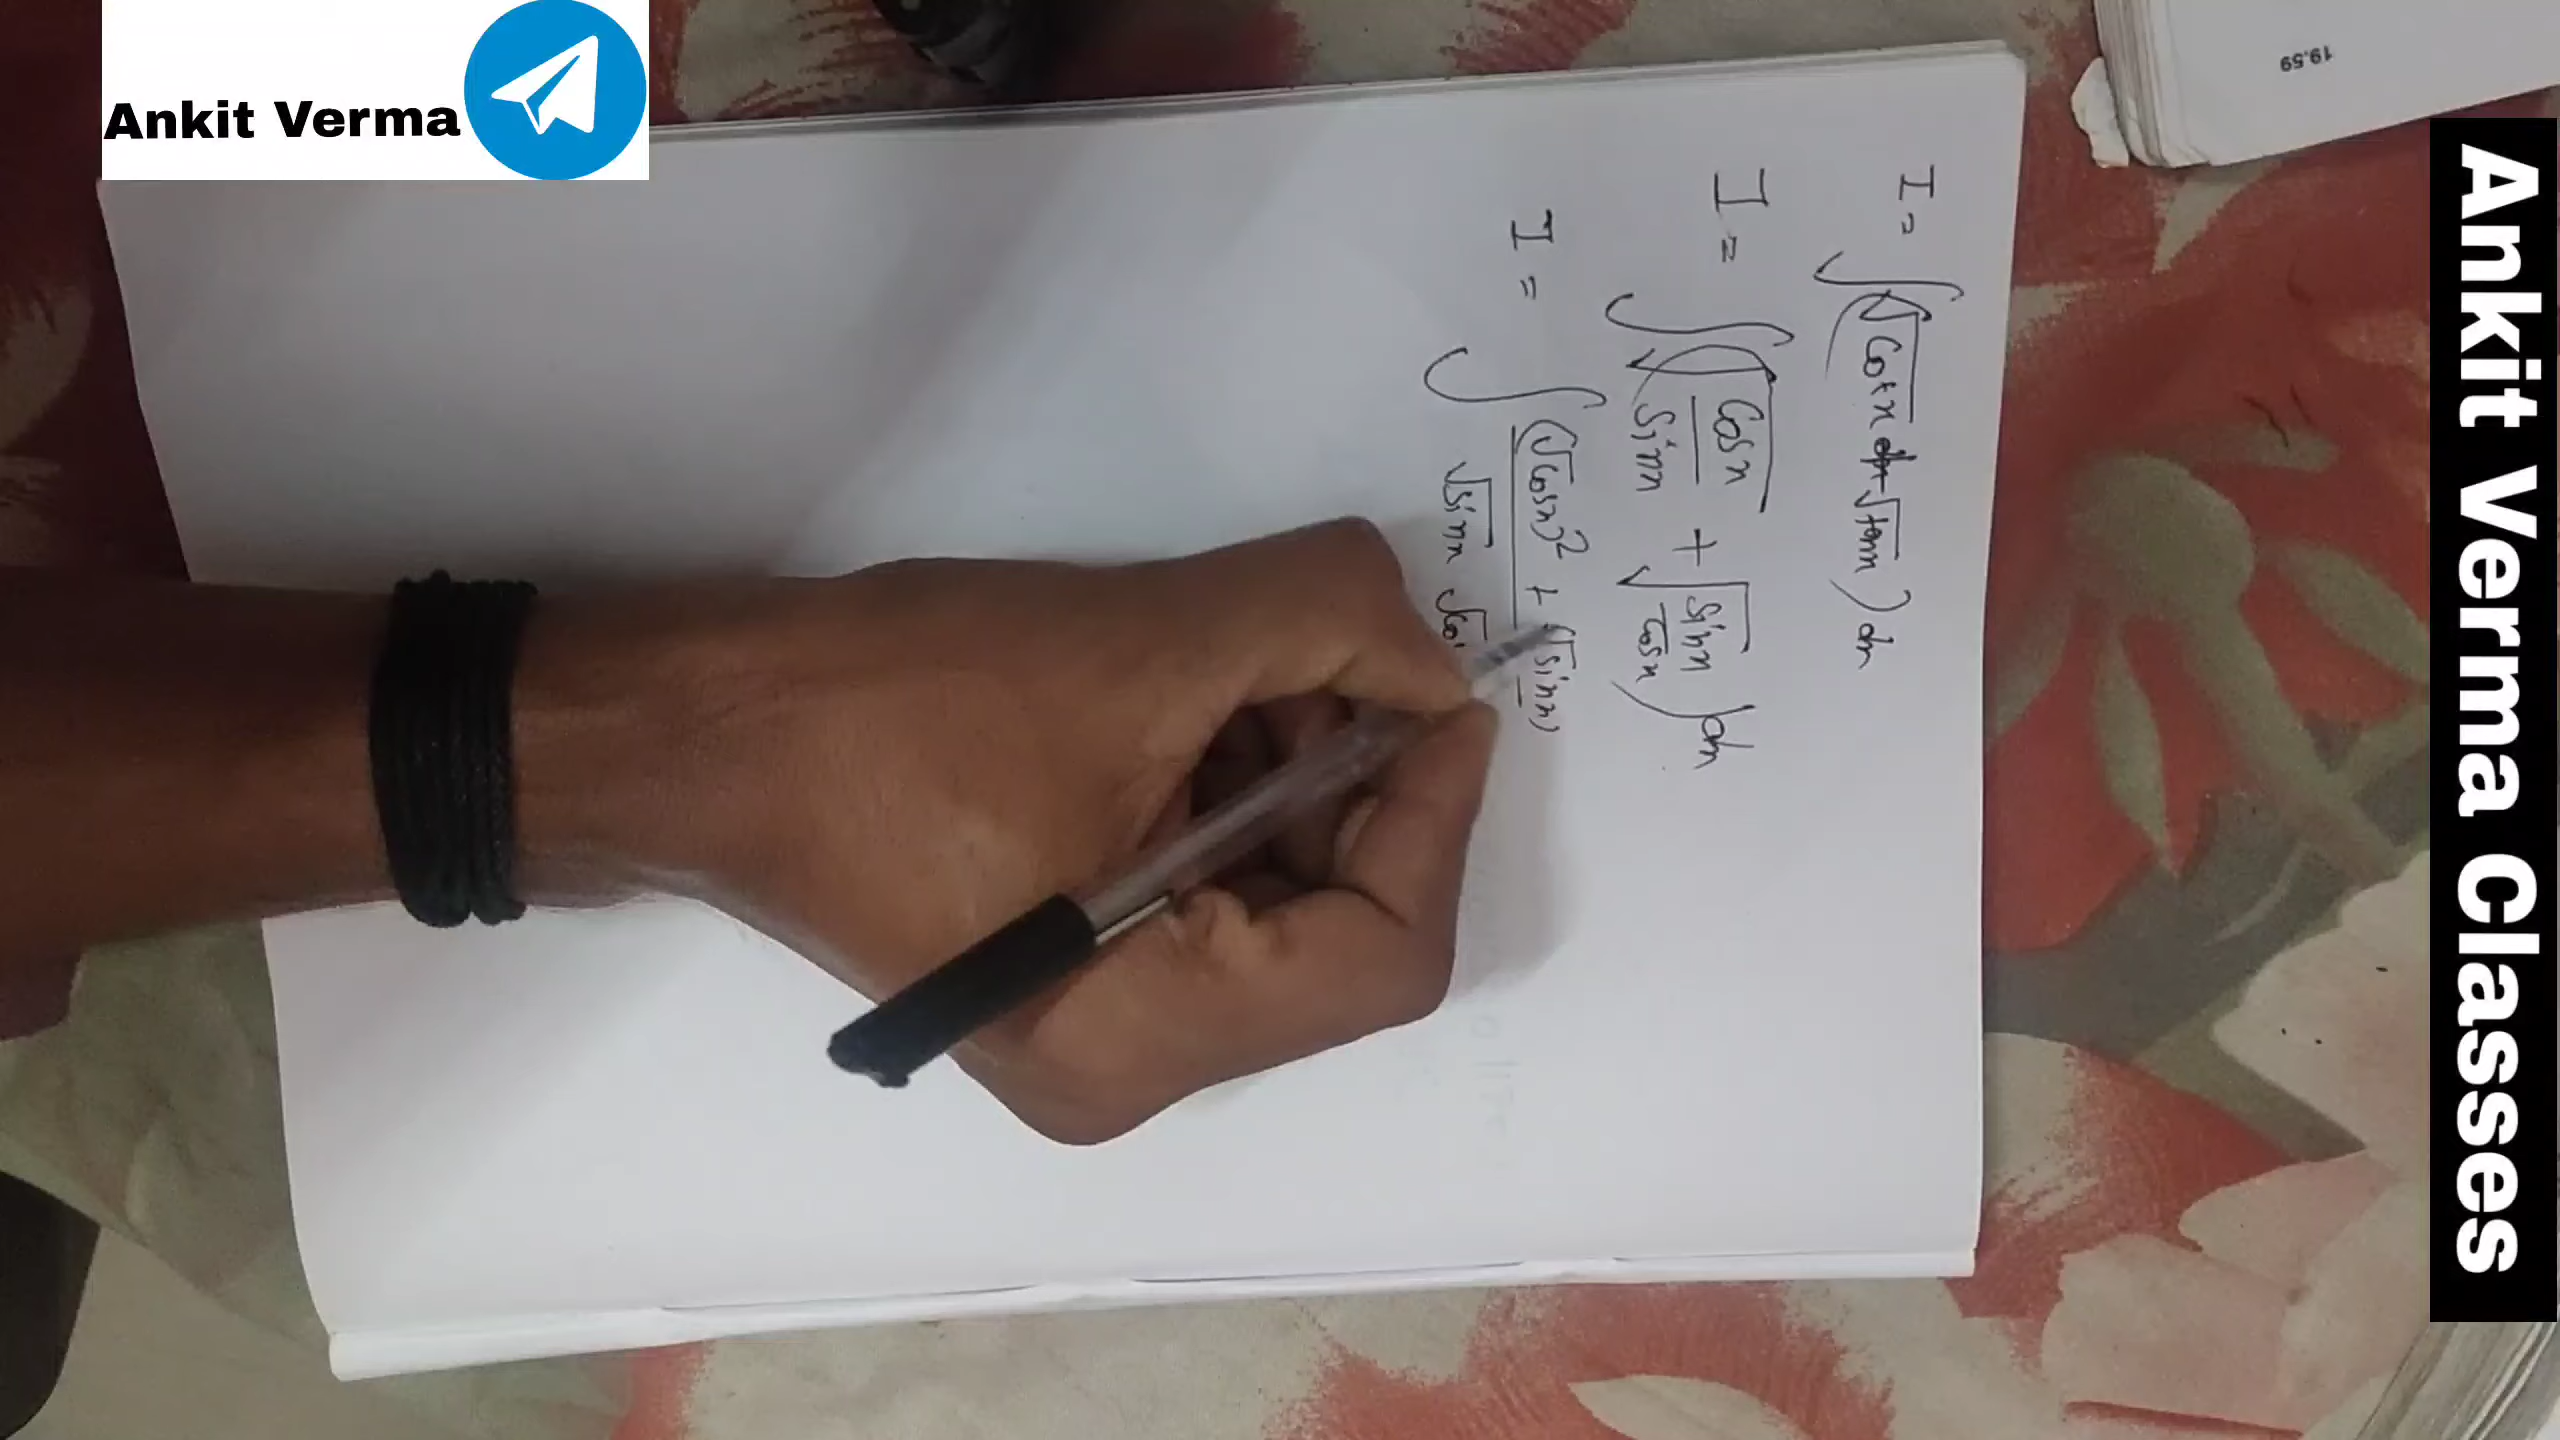 Ankit Verma
Ankit Verma Classes
19.59
I = ∫(√cotx + √tanx) dx
I = ∫(√(cosx/sinx) + √(sinx/cosx)) dx
I = ∫ (√cosx)² + (√sinx)
√sinx √cos